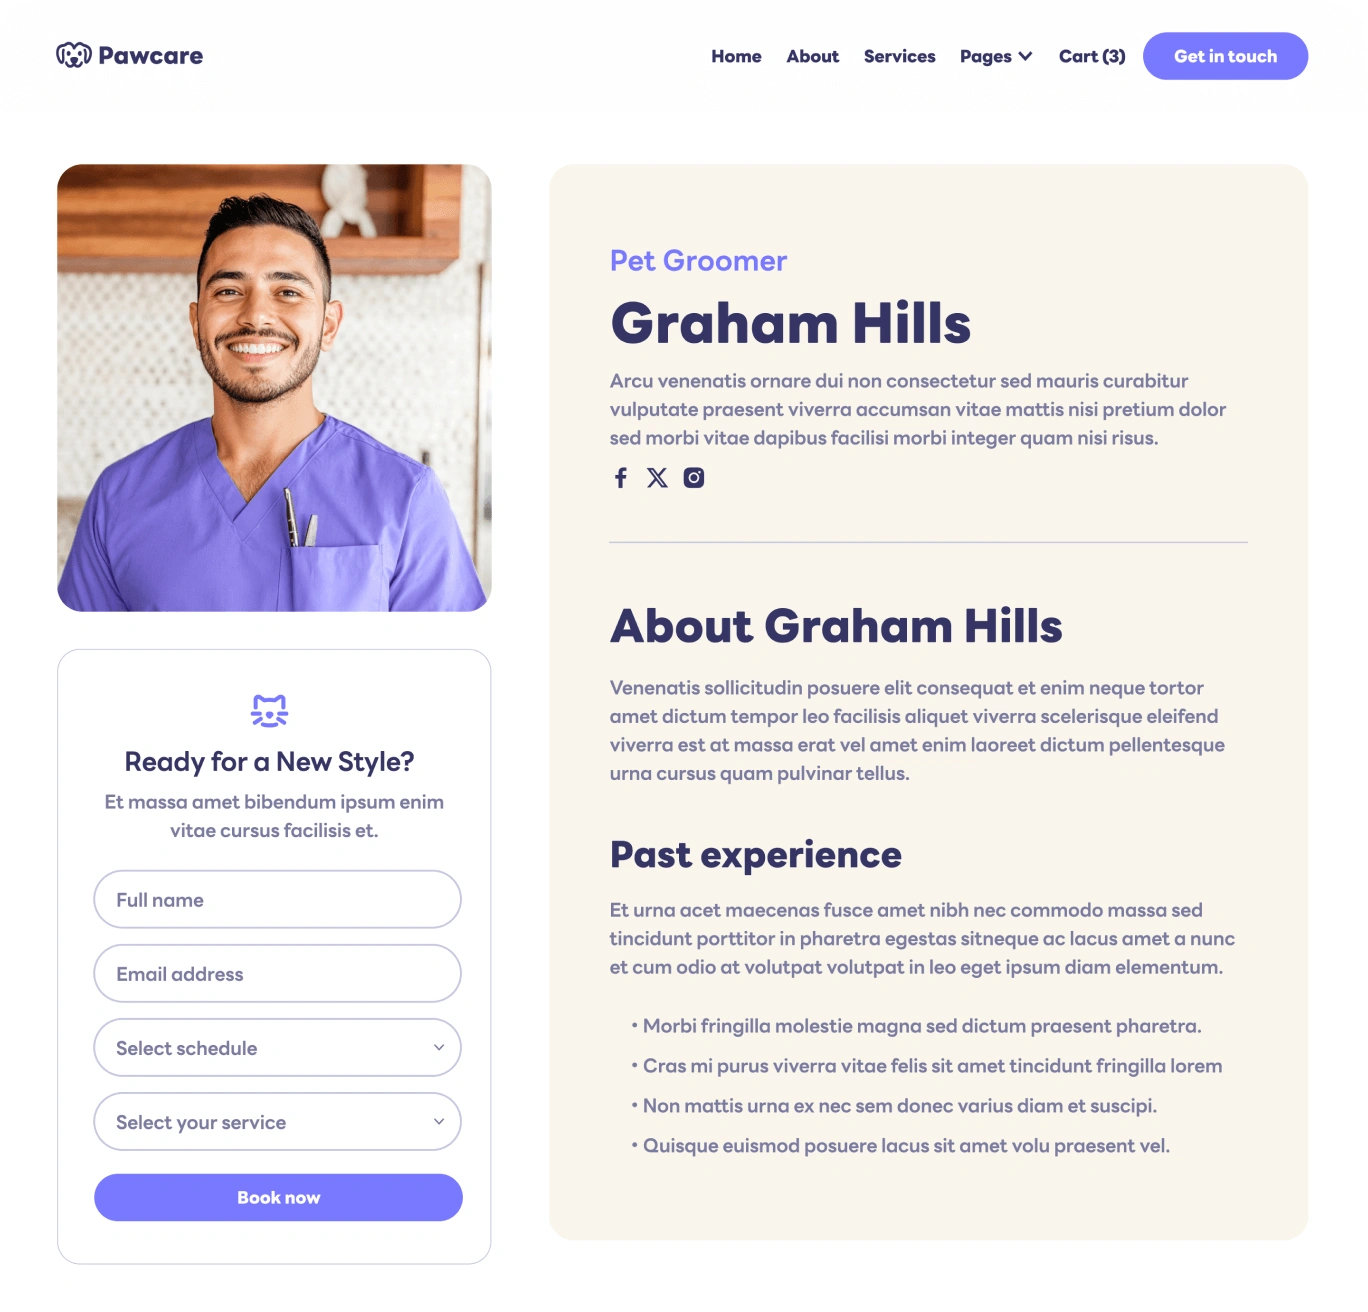 Pawcare
Home About Services Pages Cart (3) Get in touch
Pet Groomer
Graham Hills
Arcu venenatis ornare dui non consectetur sed mauris curabitur
vulputate praesent viverra accumsan vitae mattis nisi pretium dolor
sed morbi vitae dapibus facilisi morbi integer quam nisi risus.
About Graham Hills
Venenatis sollicitudin posuere elit consequat et enim neque tortor
amet dictum tempor leo facilisis aliquet viverra scelerisque eleifend
viverra est at massa erat vel amet enim laoreet dictum pellentesque
urna cursus quam pulvinar tellus.
Past experience
Et urna acet maecenas fusce amet nibh nec commodo massa sed
tincidunt porttitor in pharetra egestas sitneque ac lacus amet a nunc
et cum odio at volutpat volutpat in leo eget ipsum diam elementum.
• Morbi fringilla molestie magna sed dictum praesent pharetra.
• Cras mi purus viverra vitae felis sit amet tincidunt fringilla lorem
• Non mattis urna ex nec sem donec varius diam et suscipi.
• Quisque euismod posuere lacus sit amet volu praesent vel.
Ready for a New Style?
Et massa amet bibendum ipsum enim
vitae cursus facilisis et.
Full name
Email address
Select schedule
Select your service
Book now